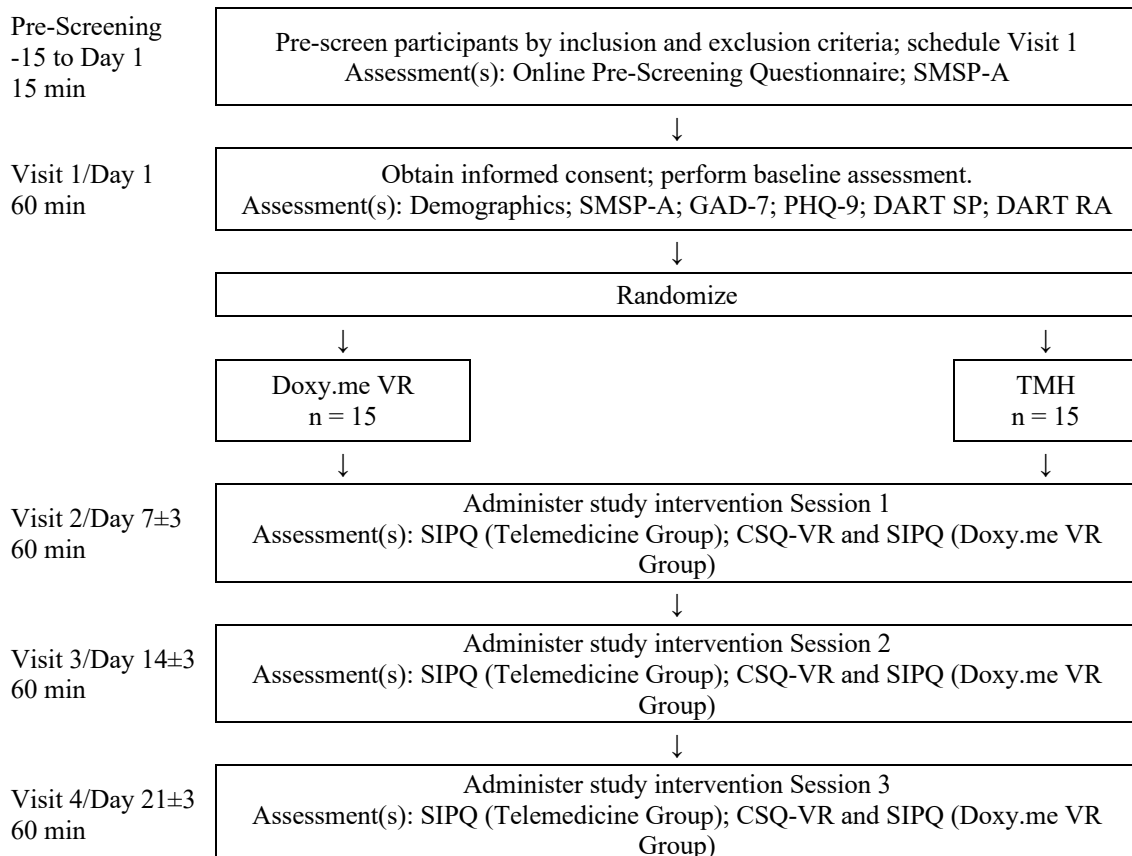 Pre-Screening
-15 to Day 1
15 min
Pre-screen participants by inclusion and exclusion criteria; schedule Visit 1
Assessment(s): Online Pre-Screening Questionnaire; SMSP-A
↓
Visit 1/Day 1
60 min
Obtain informed consent; perform baseline assessment.
Assessment(s): Demographics; SMSP-A; GAD-7; PHQ-9; DART SP; DART RA
↓
Randomize
↓ ↓
Doxy.me VR
n = 15
TMH
n = 15
↓ ↓
Visit 2/Day 7±3
60 min
Administer study intervention Session 1
Assessment(s): SIPQ (Telemedicine Group); CSQ-VR and SIPQ (Doxy.me VR
Group)
↓
Visit 3/Day 14±3
60 min
Administer study intervention Session 2
Assessment(s): SIPQ (Telemedicine Group); CSQ-VR and SIPQ (Doxy.me VR
Group)
↓
Visit 4/Day 21±3
60 min
Administer study intervention Session 3
Assessment(s): SIPQ (Telemedicine Group); CSQ-VR and SIPQ (Doxy.me VR
Group)